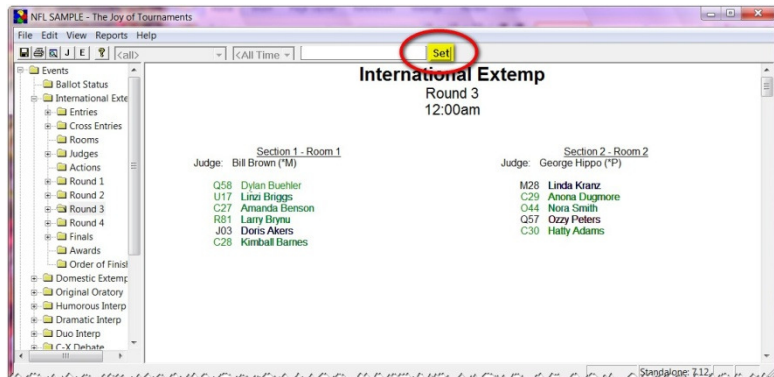 NFL SAMPLE - The Joy of Tournaments
File Edit View Reports Help
J E ? <all> <All Time Set
Events
Ballot Status
International Exte
Entries
Cross Entries
Rooms
Judges
Actions
Round 1
Round 2
Round 3
Round 4
Finals
Awards
Order of Finish
Domestic Extemp
Original Oratory
Humorous Interp
Dramatic Interp
Duo Interp
C-X Debate
International Extemp
Round 3
12:00am
Section 1 - Room 1
Judge: Bill Brown (*M)
Q58 Dylan Buehler
U17 Linzi Briggs
C27 Amanda Benson
R81 Larry Brynu
J03 Doris Akers
C28 Kimball Barnes
Section 2 - Room 2
Judge: George Hippo (*P)
M28 Linda Kranz
C29 Anona Dugmore
O44 Nora Smith
Q57 Ozzy Peters
C30 Hatty Adams
Standalone: 7.12